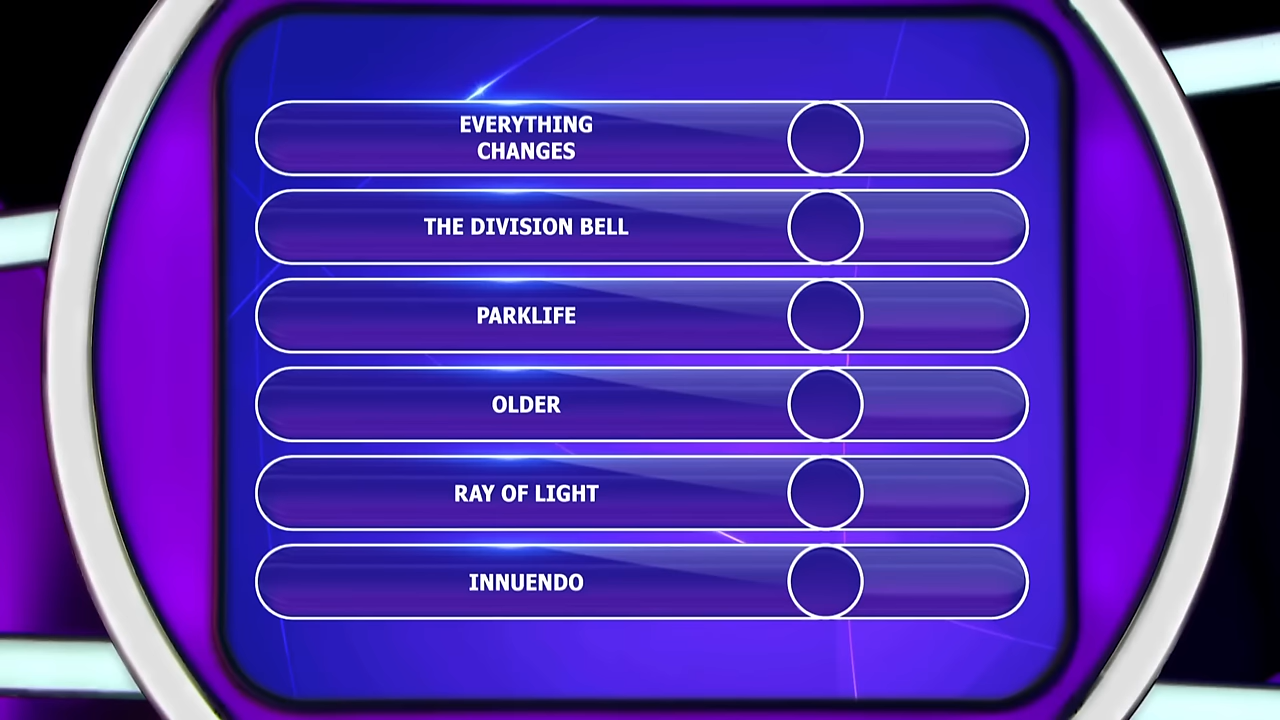 EVERYTHING
CHANGES
THE DIVISION BELL
PARKLIFE
OLDER
RAY OF LIGHT
INNUENDO